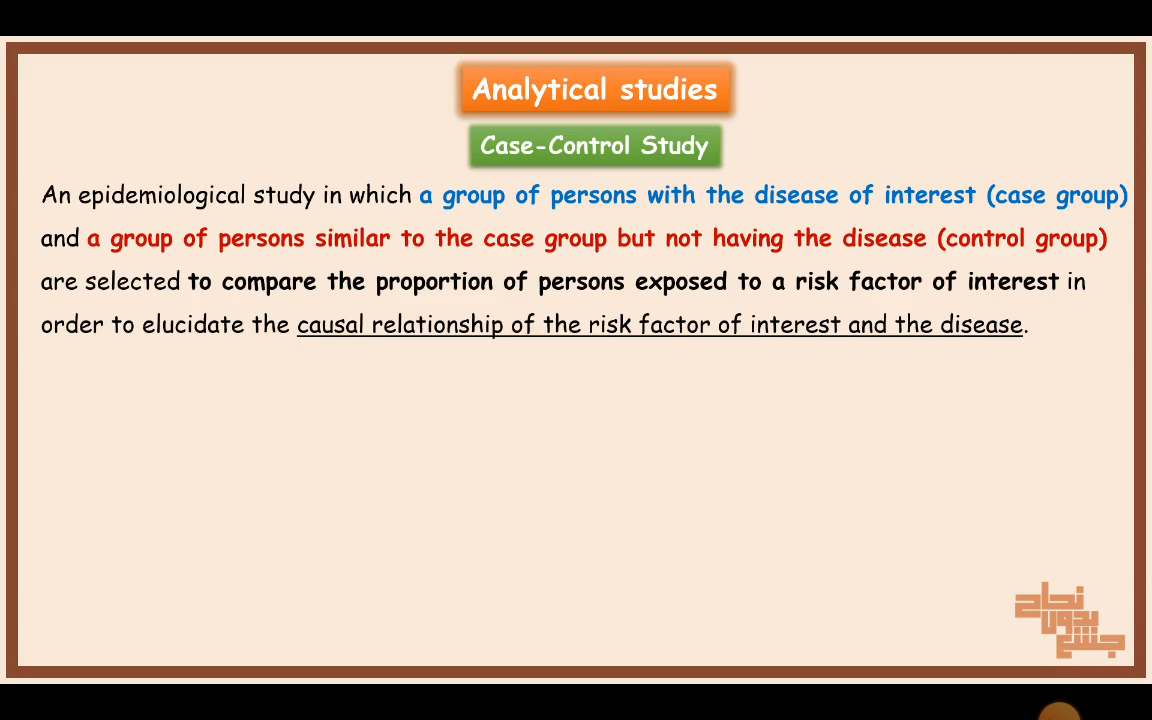 Analytical studies
Case-Control Study
An epidemiological study in which a group of persons with the disease of interest (case group)
and a group of persons similar to the case group but not having the disease (control group)
are selected to compare the proportion of persons exposed to a risk factor of interest in
order to elucidate the causal relationship of the risk factor of interest and the disease.
نجاح
بدون
جشع